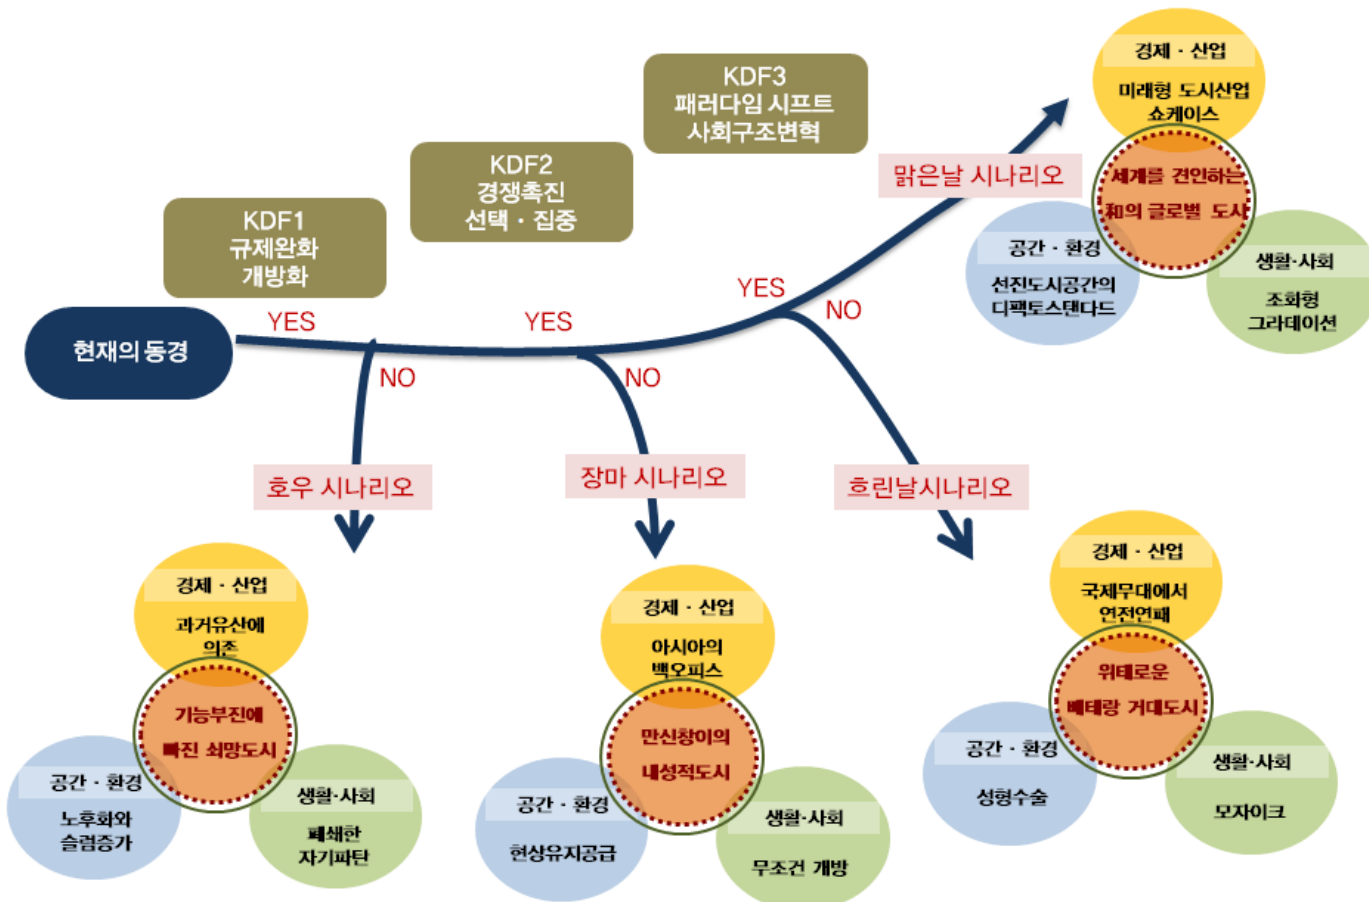 KDF3
패러다임 시프트
사회구조변혁
KDF2
경쟁촉진
선택 · 집중
KDF1
규제완화
개방화
현재의 동경
YES
NO
YES
NO
YES
NO
맑은날 시나리오
호우 시나리오
장마 시나리오
흐린날시나리오
경제 · 산업
미래형 도시산업
쇼케이스
세계를 견인하는
和의 글로벌 도시
공간 · 환경
선진도시공간의
디팩토스탠다드
생활·사회
조화형
그라데이션
경제 · 산업
과거유산에
의존
기능부진에
빠진 쇠망도시
공간 · 환경
노후화와
슬럼증가
생활·사회
폐쇄한
자기파탄
경제 · 산업
아시아의
백오피스
만신창이의
내성적도시
공간 · 환경
현상유지공급
생활·사회
무조건 개방
경제 · 산업
국제무대에서
연전연패
위태로운
베테랑 거대도시
공간 · 환경
성형수술
생활·사회
모자이크